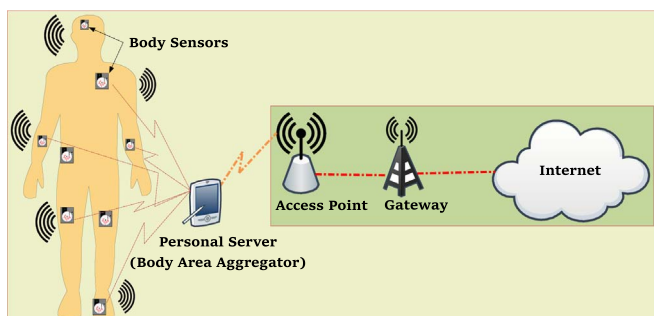 Body Sensors
Internet
Access Point
Gateway
Personal Server
(Body Area Aggregator)